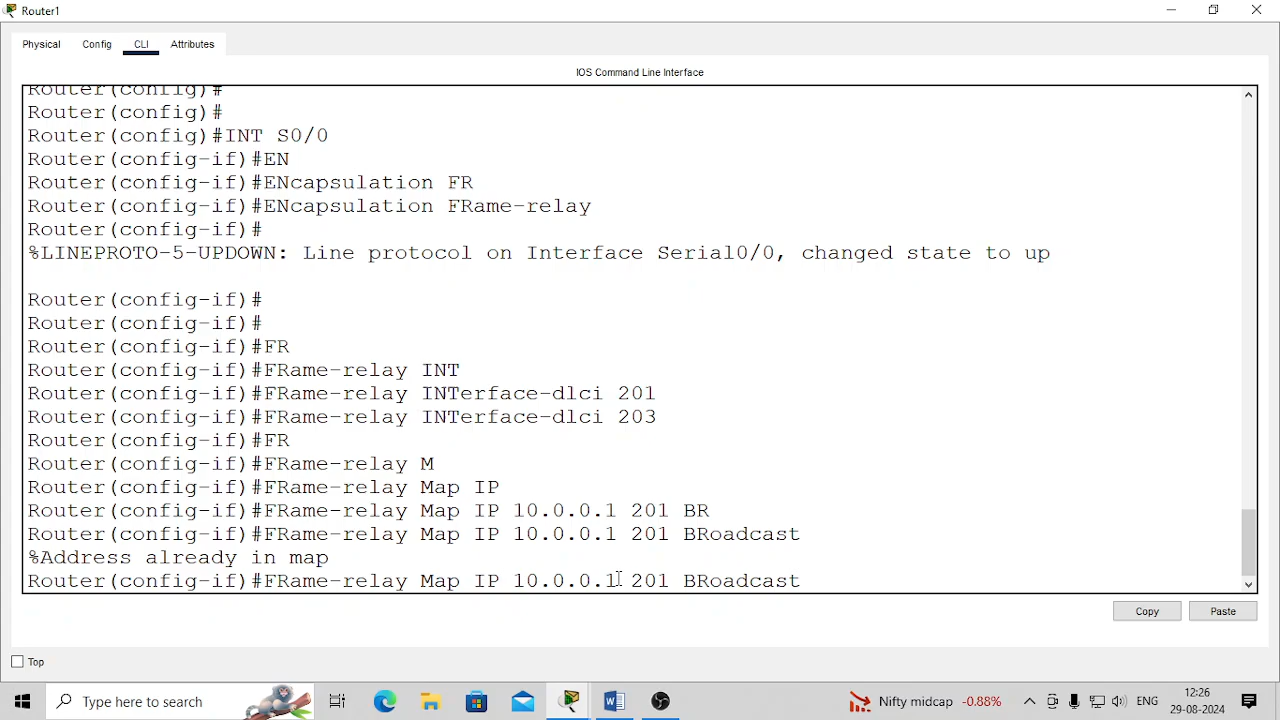 Router1
Physical Config CLI Attributes
IOS Command Line Interface
Router(config)#
Router(config)#
Router(config)#INT S0/0
Router(config-if)#EN
Router(config-if)#ENcapsulation FR
Router(config-if)#ENcapsulation FRame-relay
Router(config-if)#
%LINEPROTO-5-UPDOWN: Line protocol on Interface Serial0/0, changed state to up
Router(config-if)#
Router(config-if)#
Router(config-if)#FR
Router(config-if)#FRame-relay INT
Router(config-if)#FRame-relay INTerface-dlci 201
Router(config-if)#FRame-relay INTerface-dlci 203
Router(config-if)#FR
Router(config-if)#FRame-relay M
Router(config-if)#FRame-relay Map IP
Router(config-if)#FRame-relay Map IP 10.0.0.1 201 BR
Router(config-if)#FRame-relay Map IP 10.0.0.1 201 BRoadcast
%Address already in map
Router(config-if)#FRame-relay Map IP 10.0.0.1 201 BRoadcast
Copy Paste
Top
Type here to search Nifty midcap -0.88% ENG 12:26
29-08-2024